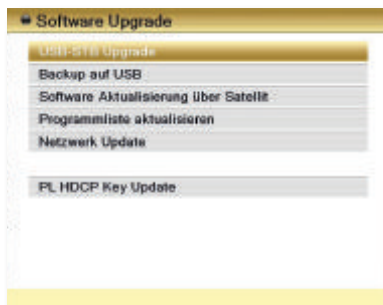 Software Upgrade
USB-STB Upgrade
Backup auf USB
Software Aktualisierung über Satellit
Programmliste aktualisieren
Netzwerk Update
PL HDCP Key Update